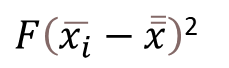 F(x̅ᵢ − x̿)²